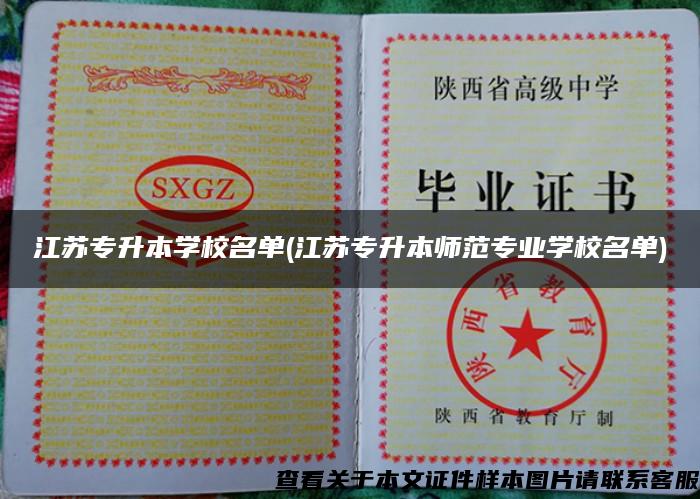 陕西省高级中学
SXGZ
毕业证书
江苏专升本学校名单(江苏专升本师范专业学校名单)
陕西省教育厅
陕西省教育厅制
查看关于本文证件样本图片请联系客服